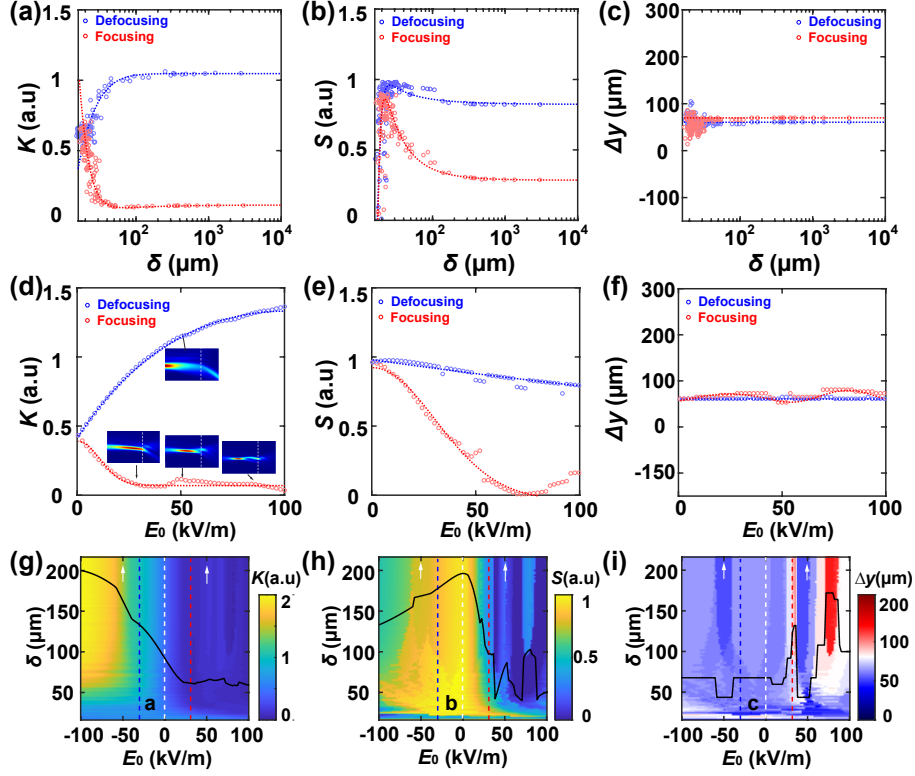 (a)
1.5
1
0.5
0
K (a.u)
Defocusing
Focusing
10²
10³
10⁴
δ (μm)
(b)
1.5
1
0.5
0
S (a.u)
Defocusing
Focusing
10²
10³
10⁴
δ (μm)
(c)
300
200
100
0
-100
Δy (μm)
Defocusing
Focusing
10²
10³
10⁴
δ (μm)
(d)
1.5
1
0.5
0
K (a.u)
Defocusing
Focusing
0
50
100
E₀ (kV/m)
(e)
1.5
1
0.5
0
S (a.u)
Defocusing
Focusing
0
50
100
E₀ (kV/m)
(f)
300
200
100
0
-150
Δy (μm)
Defocusing
Focusing
0
50
100
E₀ (kV/m)
(g)
K(a.u)
200
150
100
50
δ (μm)
a
2
1
0
-100
-50
0
50
100
E₀ (kV/m)
(h)
S(a.u)
200
150
100
50
b
1
0.5
0
-100
-50
0
50
100
E₀ (kV/m)
(i)
Δy(μm)
200
150
100
50
δ (μm)
c
200
150
100
50
0
-100
-50
0
50
100
E₀ (kV/m)